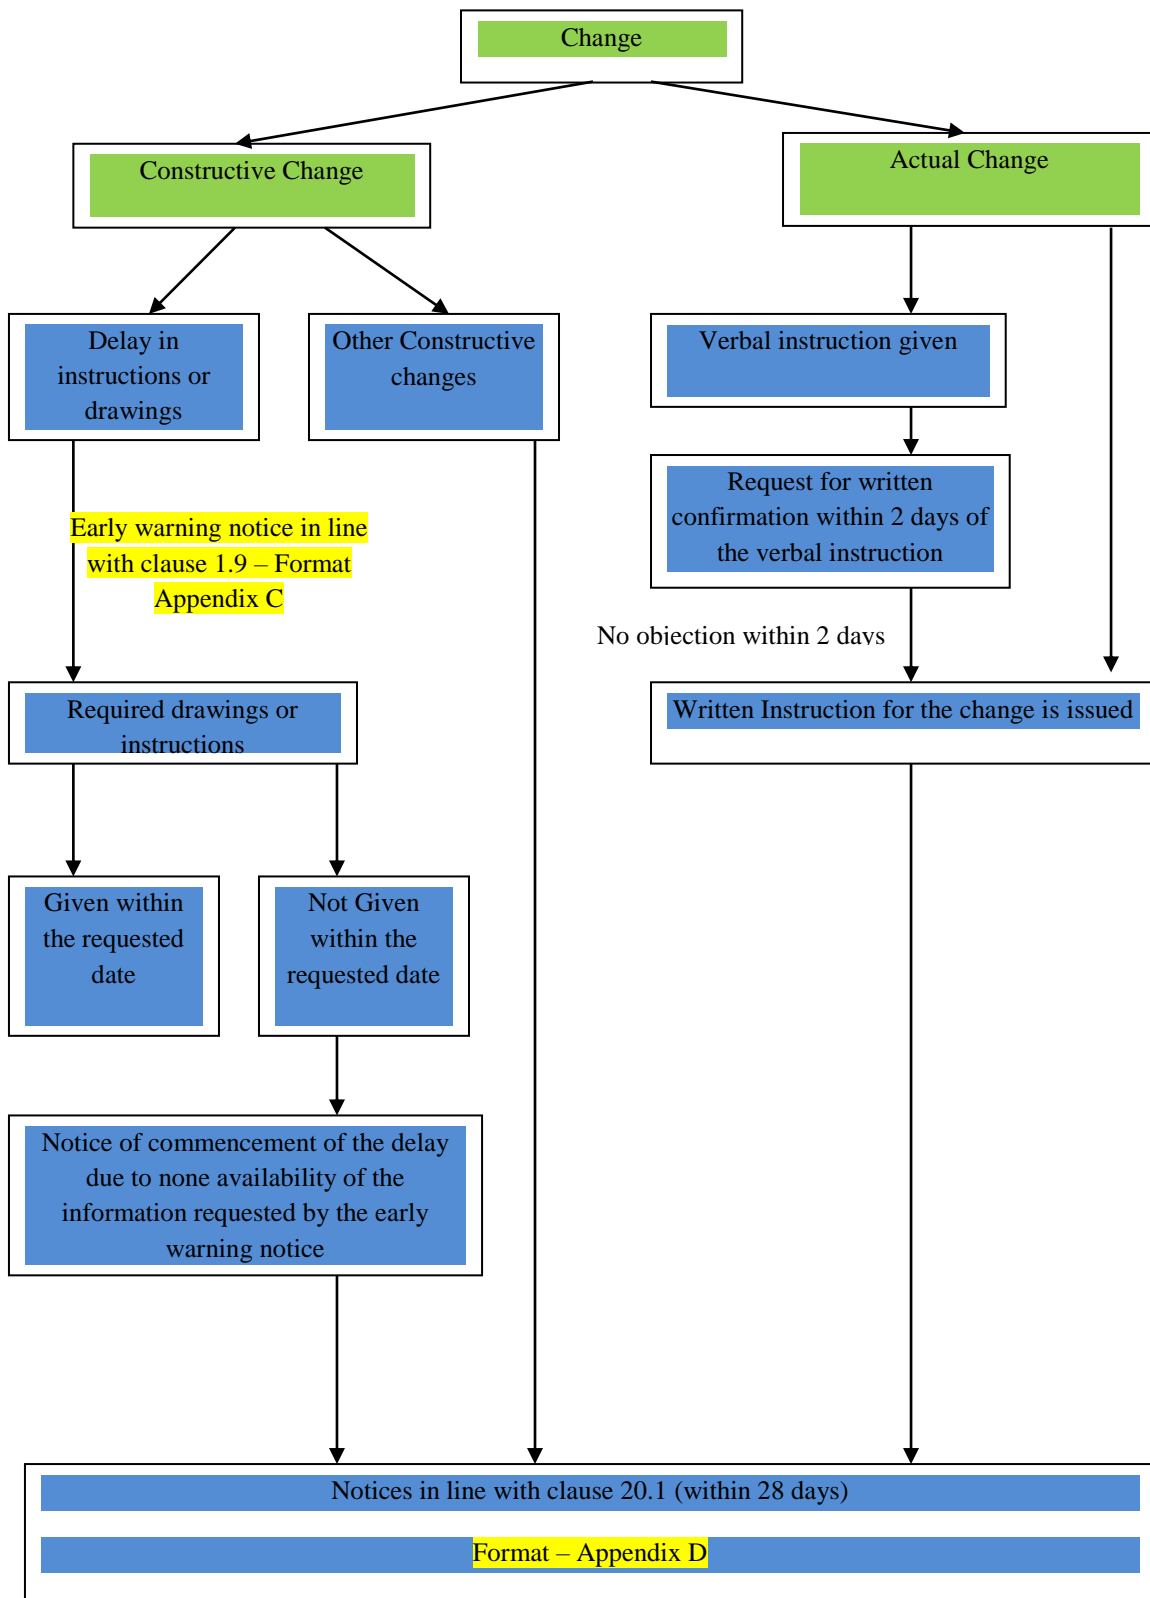 Change
Constructive Change
Actual Change
Delay in
instructions or
drawings
Other Constructive
changes
Verbal instruction given
Request for written
confirmation within 2 days of
the verbal instruction
Early warning notice in line
with clause 1.9 – Format
Appendix C
No objection within 2 days
Required drawings or
instructions
Written Instruction for the change is issued
Given within
the requested
date
Not Given
within the
requested date
Notice of commencement of the delay
due to none availability of the
information requested by the early
warning notice
Notices in line with clause 20.1 (within 28 days)
Format – Appendix D